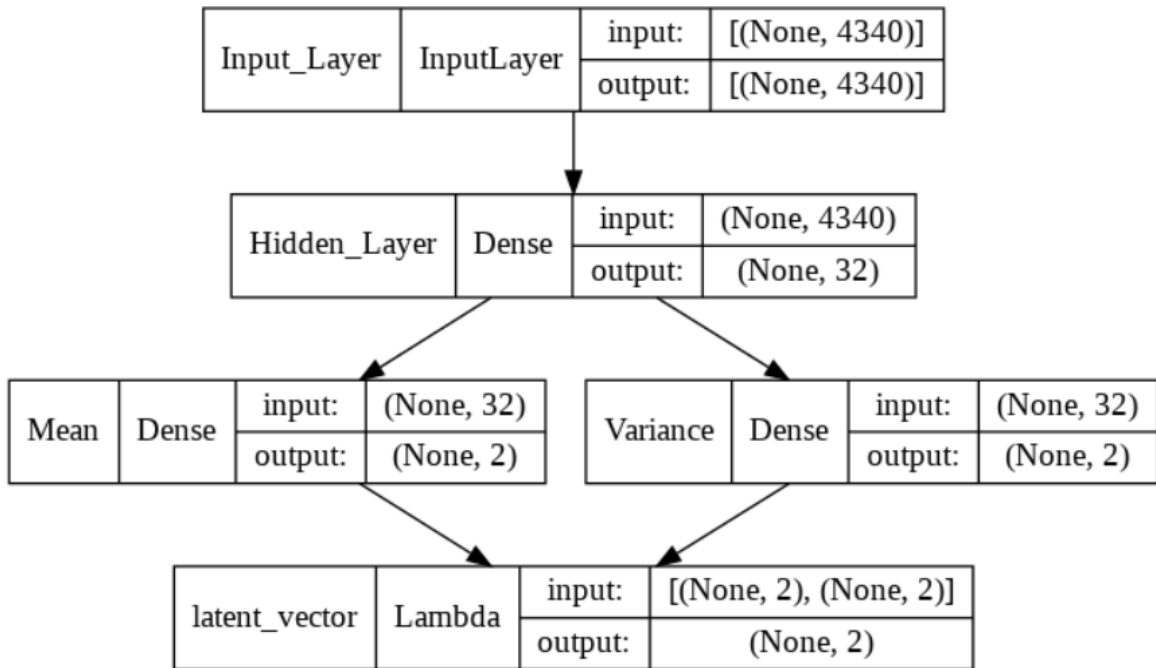 Input_Layer InputLayer input: [(None, 4340)]
output: [(None, 4340)]
Hidden_Layer Dense input: (None, 4340)
output: (None, 32)
Mean Dense input: (None, 32)
output: (None, 2)
Variance Dense input: (None, 32)
output: (None, 2)
latent_vector Lambda input: [(None, 2), (None, 2)]
output: (None, 2)